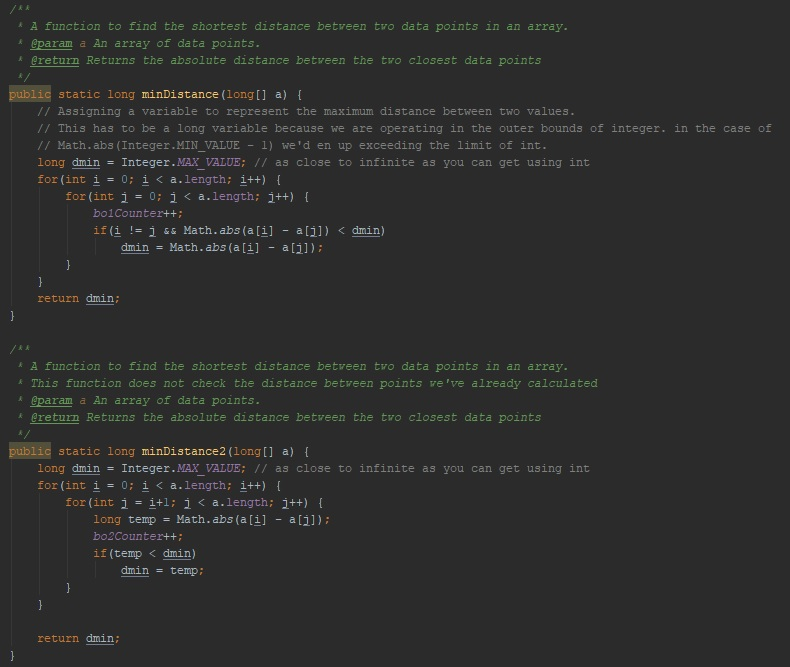 /**
 * A function to find the shortest distance between two data points in an array.
 * @param a An array of data points.
 * @return Returns the absolute distance between the two closest data points
 */
public static long minDistance(long[] a) {
    // Assigning a variable to represent the maximum distance between two values.
    // This has to be a long variable because we are operating in the outer bounds of integer. in the case of
    // Math.abs(Integer.MIN_VALUE - 1) we'd en up exceeding the limit of int.
    long dmin = Integer.MAX_VALUE; // as close to infinite as you can get using int
    for(int i = 0; i < a.length; i++) {
        for(int j = 0; j < a.length; j++) {
            bo1Counter++;
            if(i != j && Math.abs(a[i] - a[j]) < dmin)
                dmin = Math.abs(a[i] - a[j]);
        }
    }
    return dmin;
}
/**
 * A function to find the shortest distance between two data points in an array.
 * This function does not check the distance between points we've already calculated
 * @param a An array of data points.
 * @return Returns the absolute distance between the two closest data points
 */
public static long minDistance2(long[] a) {
    long dmin = Integer.MAX_VALUE; // as close to infinite as you can get using int
    for(int i = 0; i < a.length; i++) {
        for(int j = i+1; j < a.length; j++) {
            long temp = Math.abs(a[i] - a[j]);
            bo2Counter++;
            if(temp < dmin)
                dmin = temp;
        }
    }
    return dmin;
}